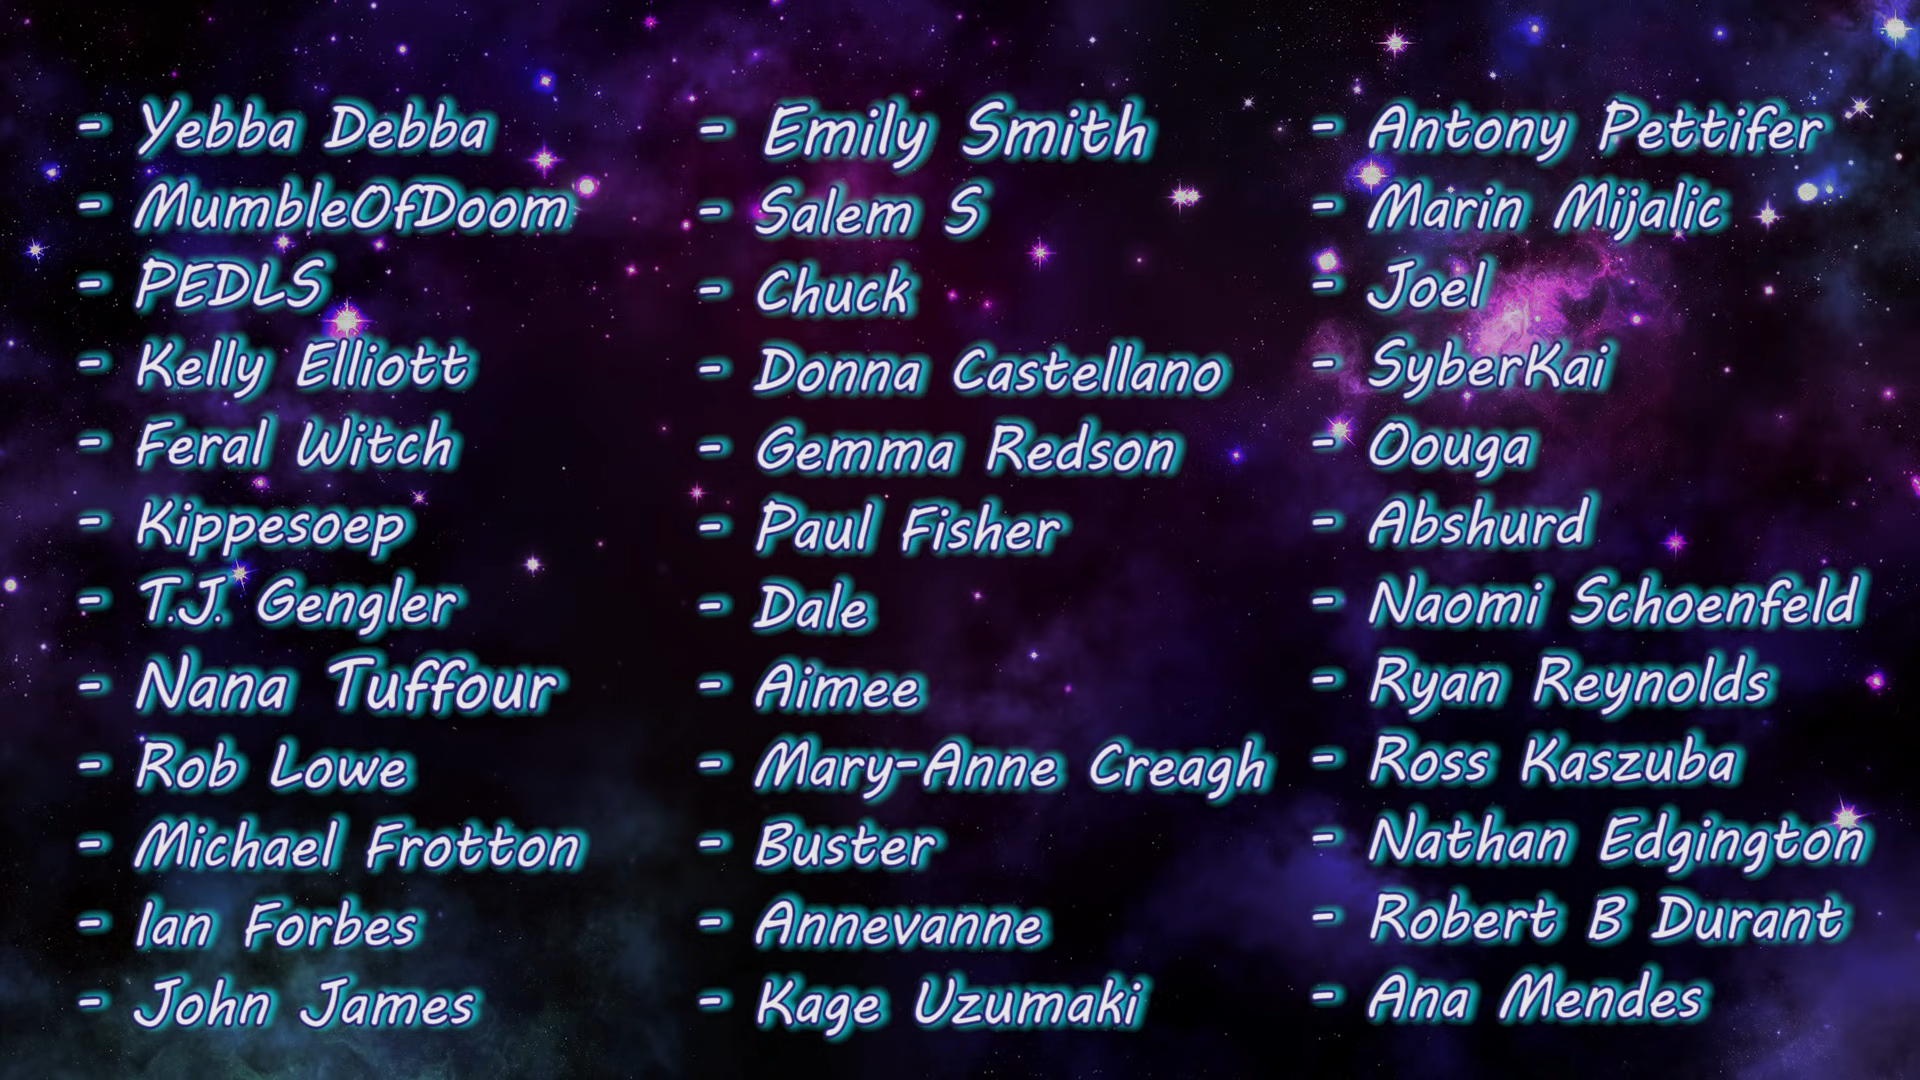 - Yebba Debba
- MumbleOfDoom
- PEDLS
- Kelly Elliott
- Feral Witch
- Kippesoep
- T.J. Gengler
- Nana Tuffour
- Rob Lowe
- Michael Frotton
- Ian Forbes
- John James
- Emily Smith
- Salem S
- Chuck
- Donna Castellano
- Gemma Redson
- Paul Fisher
- Dale
- Aimee
- Mary-Anne Creagh
- Buster
- Annevanne
- Kage Uzumaki
- Antony Pettifer
- Marin Mijalic
- Joel
- SyberKai
- Oouga
- Abshurd
- Naomi Schoenfeld
- Ryan Reynolds
- Ross Kaszuba
- Nathan Edgington
- Robert B Durant
- Ana Mendes